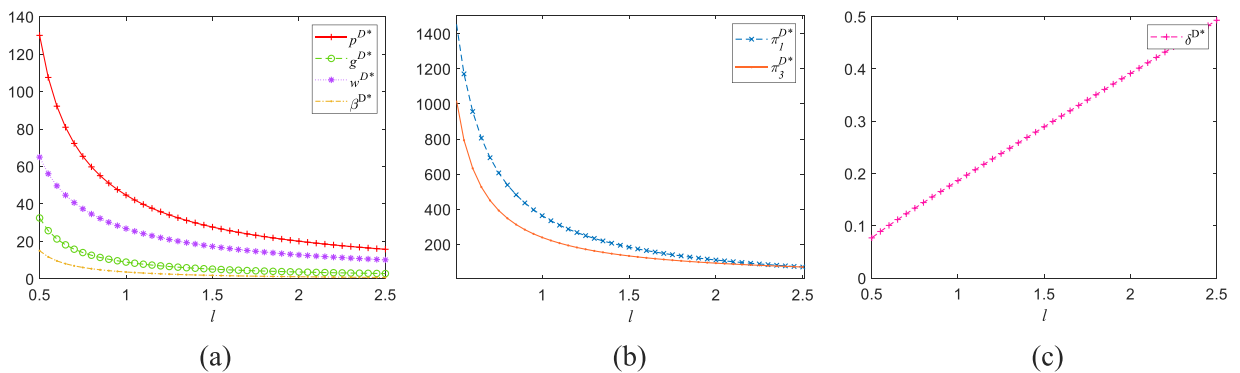 140
120
100
80
60
40
20
0
0.5 1 1.5 2 2.5
l
p^{D*}
g^{D*}
w^{D*}
β^{D*}
(a)
1400
1200
1000
800
600
400
200
1 1.5 2 2.5
l
π_l^{D*}
π_3^{D*}
(b)
0.5
0.4
0.3
0.2
0.1
0
0.5 1 1.5 2 2.5
l
δ^{D*}
(c)